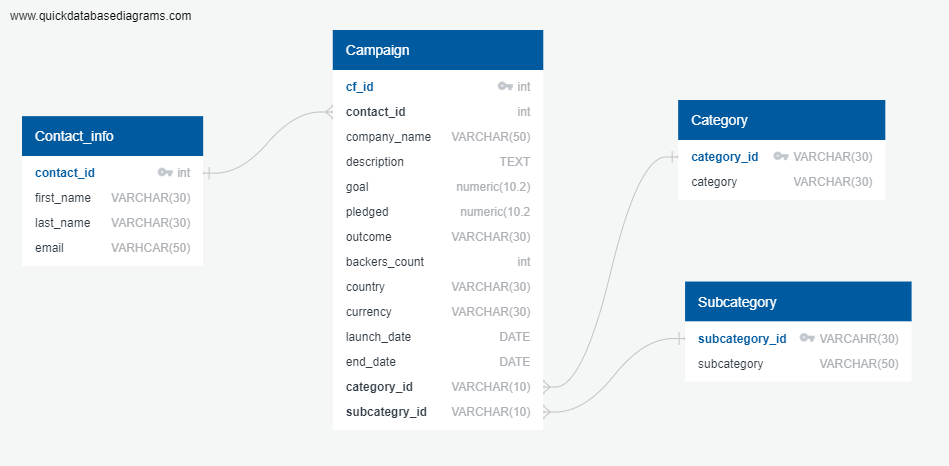 www.quickdatabasediagrams.com
Contact_info
contact_id int
first_name VARCHAR(30)
last_name VARCHAR(30)
email VARHCAR(50)
Campaign
cf_id int
contact_id int
company_name VARCHAR(50)
description TEXT
goal numeric(10.2)
pledged numeric(10.2
outcome VARCHAR(30)
backers_count int
country VARCHAR(30)
currency VARCHAR(30)
launch_date DATE
end_date DATE
category_id VARCHAR(10)
subcategry_id VARCHAR(10)
Category
category_id VARCHAR(30)
category VARCHAR(30)
Subcategory
subcategory_id VARCAHR(30)
subcategory VARCHAR(50)